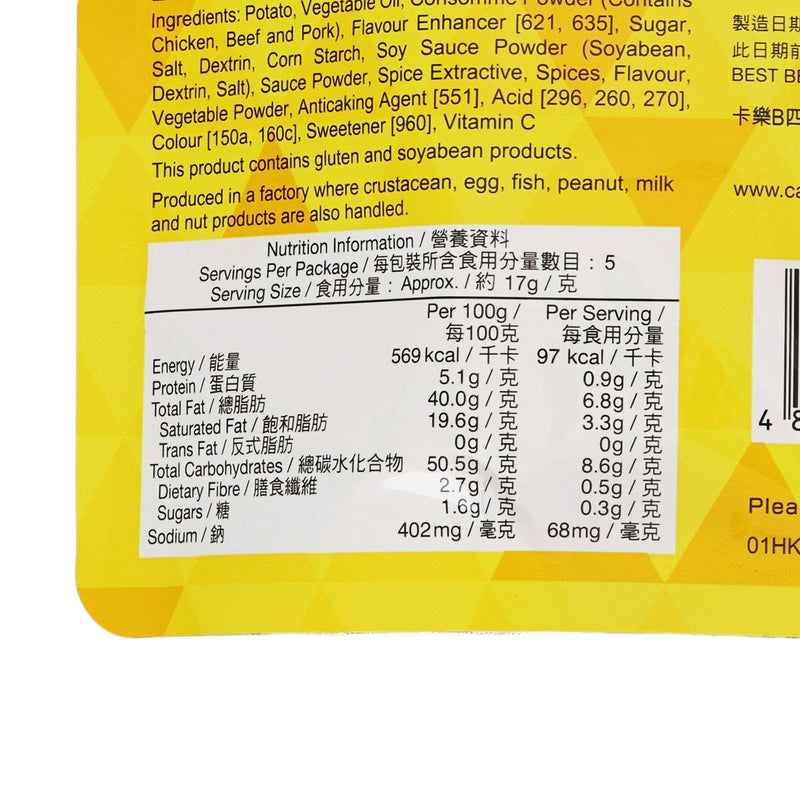 Ingredients: Potato, Vegetable Oil, Consommé Powder (Contains
Chicken, Beef and Pork), Flavour Enhancer [621, 635], Sugar,
Salt, Dextrin, Corn Starch, Soy Sauce Powder (Soyabean,
Dextrin, Salt), Sauce Powder, Spice Extractive, Spices, Flavour,
Vegetable Powder, Anticaking Agent [551], Acid [296, 260, 270],
Colour [150a, 160c], Sweetener [960], Vitamin C
This product contains gluten and soyabean products.
Produced in a factory where crustacean, egg, fish, peanut, milk
and nut products are also handled.
Nutrition Information / 營養資料
Servings Per Package / 每包裝所含食用分量數目 : 5
Serving Size / 食用分量 : Approx. / 約 17g / 克
Per 100g / Per Serving /
每100克 每食用分量
Energy / 能量 569 kcal / 千卡 97 kcal / 千卡
Protein / 蛋白質 5.1g / 克 0.9g / 克
Total Fat / 總脂肪 40.0g / 克 6.8g / 克
Saturated Fat / 飽和脂肪 19.6g / 克 3.3g / 克
Trans Fat / 反式脂肪 0g / 克 0g / 克
Total Carbohydrates / 總碳水化合物 50.5g / 克 8.6g / 克
Dietary Fibre / 膳食纖維 2.7g / 克 0.5g / 克
Sugars / 糖 1.6g / 克 0.3g / 克
Sodium / 鈉 402mg / 毫克 68mg / 毫克
製造日期
此日期前
BEST BE
卡樂B四
www.ca
4 8
Plea
01HK